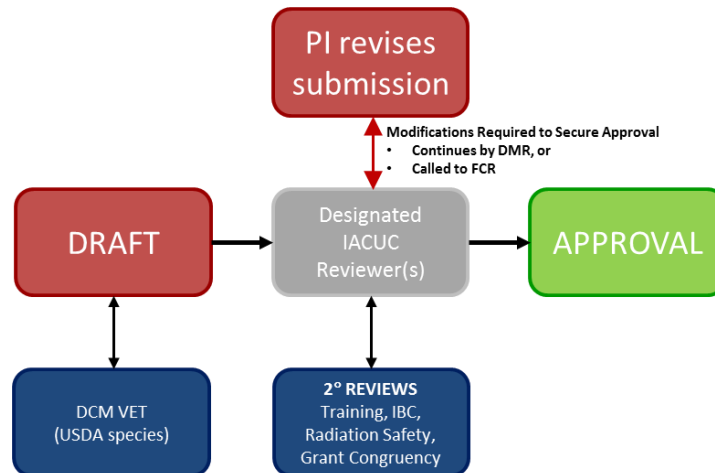 PI revises
submission
Modifications Required to Secure Approval
• Continues by DMR, or
• Called to FCR
DRAFT
Designated
IACUC
Reviewer(s)
APPROVAL
DCM VET
(USDA species)
2° REVIEWS
Training, IBC,
Radiation Safety,
Grant Congruency